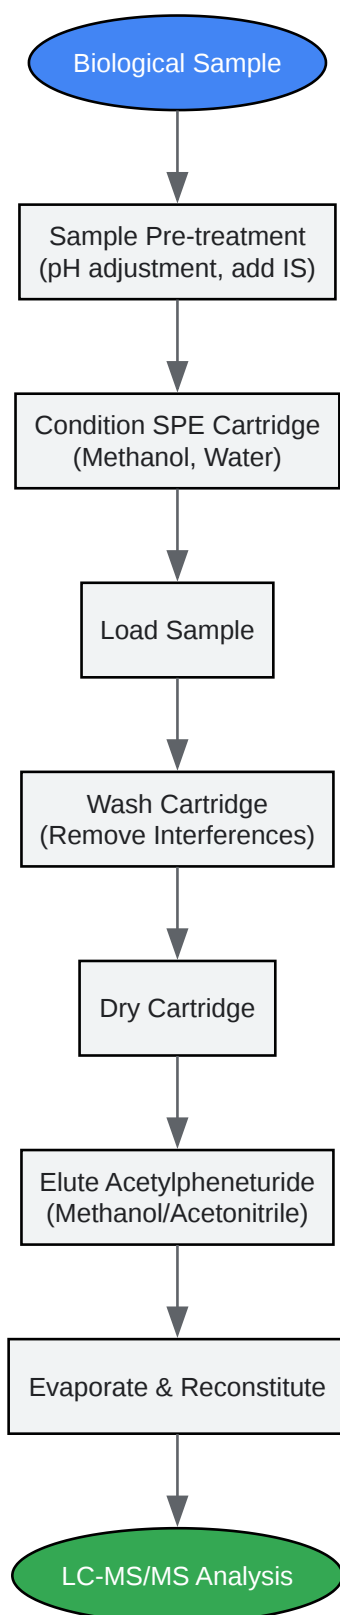 Biological Sample
Sample Pre-treatment
(pH adjustment, add IS)
Condition SPE Cartridge
(Methanol, Water)
Load Sample
Wash Cartridge
(Remove Interferences)
Dry Cartridge
Elute Acetylpheneturide
(Methanol/Acetonitrile)
Evaporate & Reconstitute
LC-MS/MS Analysis